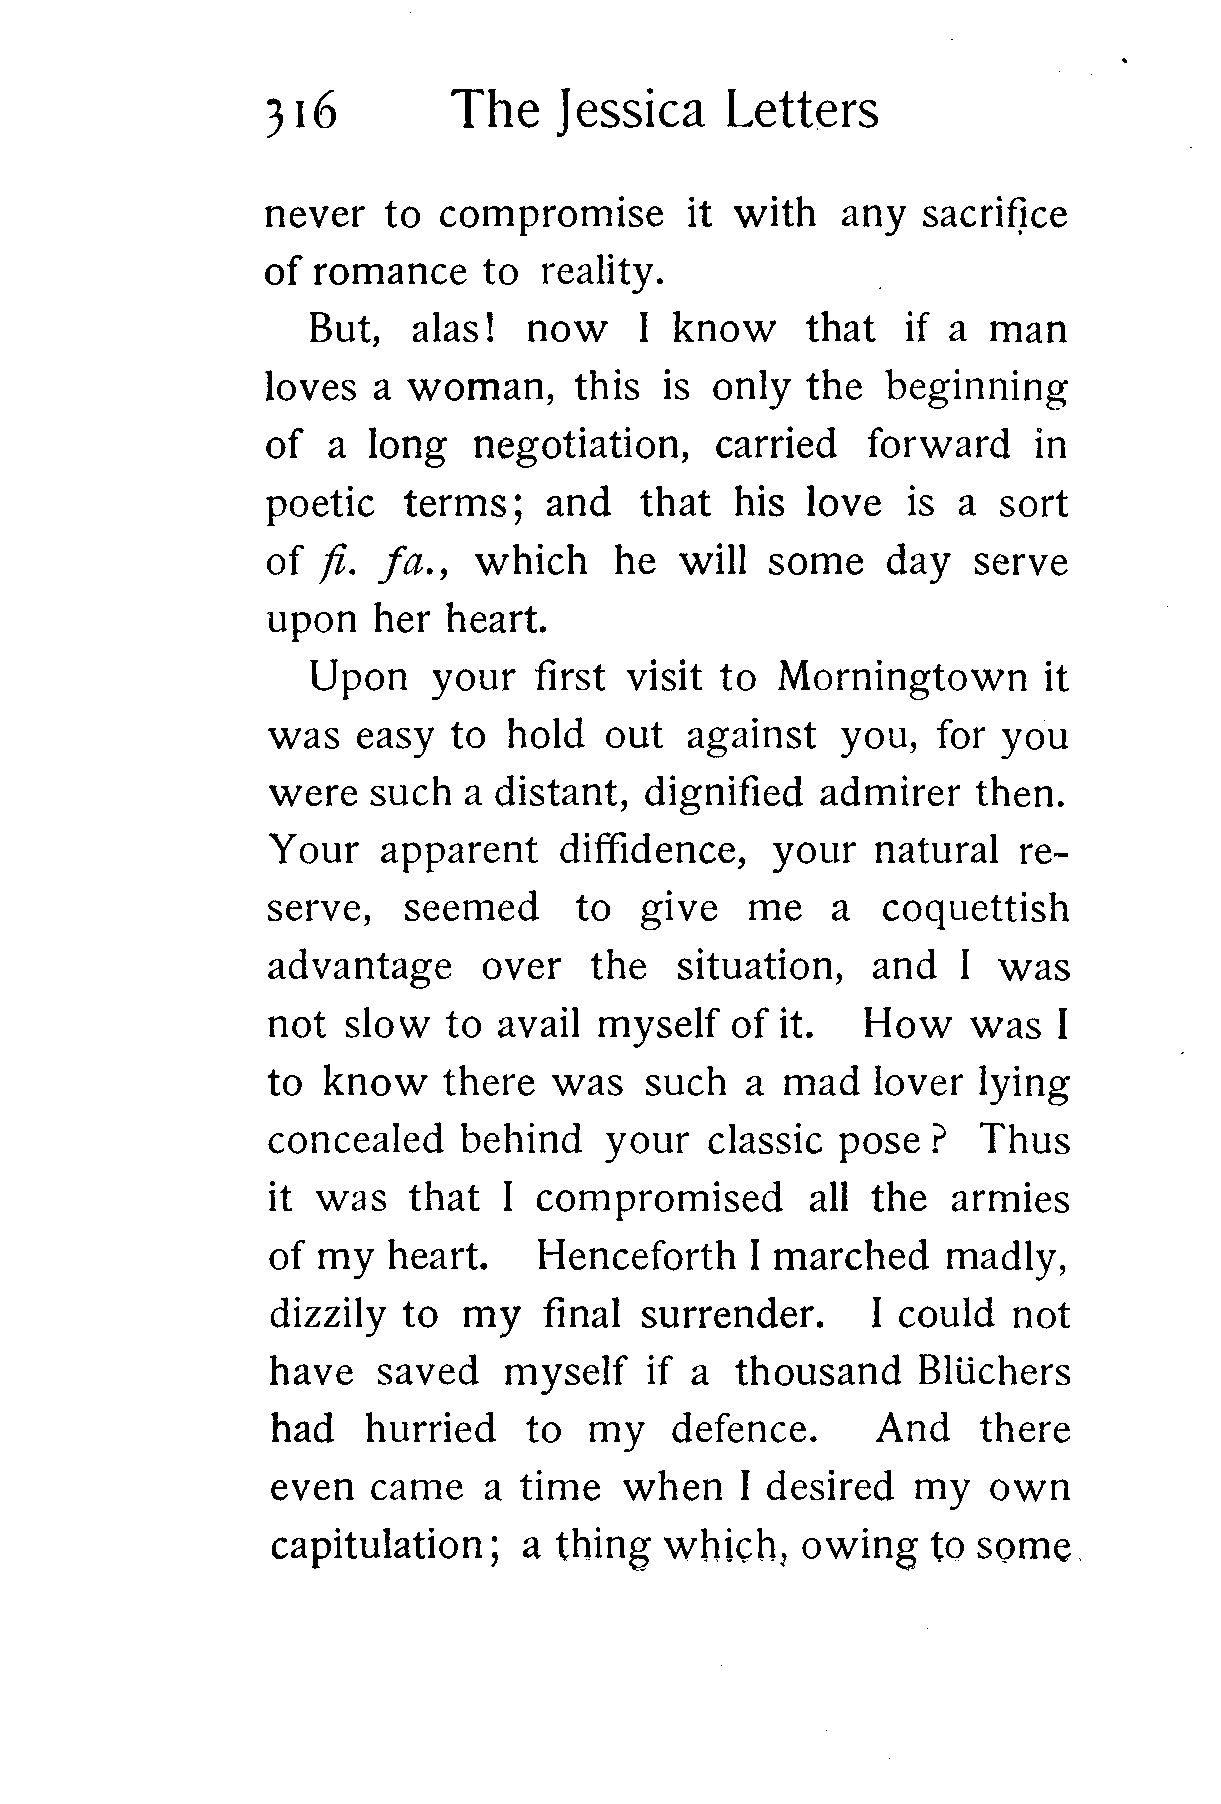 316 The Jessica Letters
never to compromise it with any sacrifice
of romance to reality.
But, alas! now I know that if a man
loves a woman, this is only the beginning
of a long negotiation, carried forward in
poetic terms; and that his love is a sort
of fi. fa., which he will some day serve
upon her heart.
Upon your first visit to Morningtown it
was easy to hold out against you, for you
were such a distant, dignified admirer then.
Your apparent diffidence, your natural re-
serve, seemed to give me a coquettish
advantage over the situation, and I was
not slow to avail myself of it. How was I
to know there was such a mad lover lying
concealed behind your classic pose? Thus
it was that I compromised all the armies
of my heart. Henceforth I marched madly,
dizzily to my final surrender. I could not
have saved myself if a thousand Blüchers
had hurried to my defence. And there
even came a time when I desired my own
capitulation; a thing which, owing to some